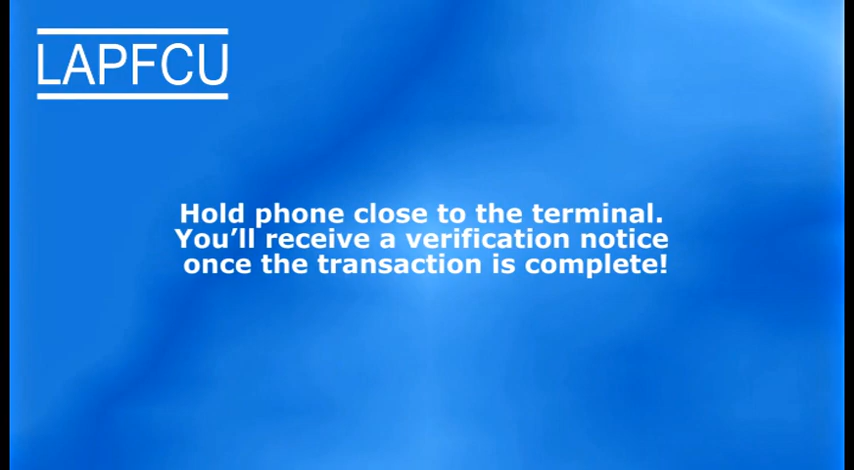 LAPFCU
Hold phone close to the terminal.
You’ll receive a verification notice
once the transaction is complete!